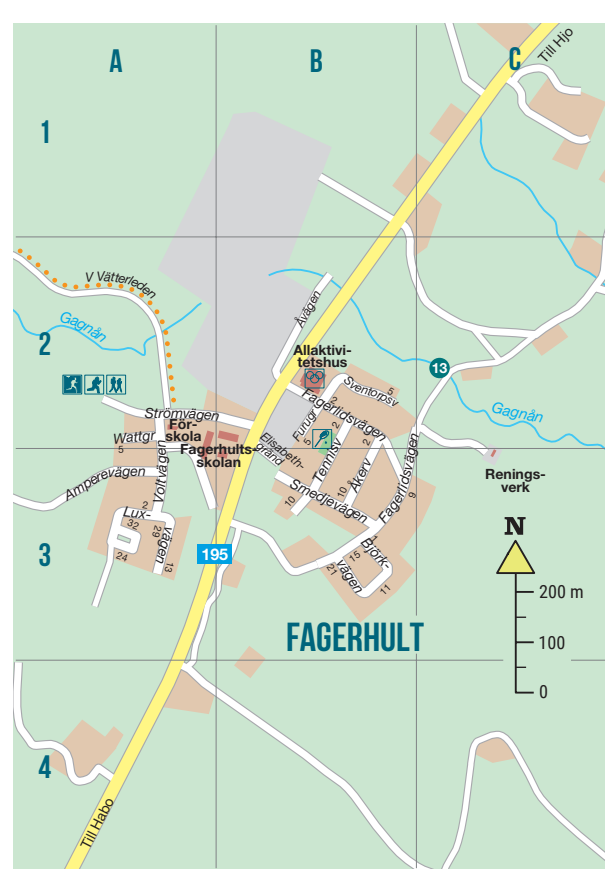 A
B
C
Till Hjo
1
V Vätterleden
Gagnån
2
Åvägen
Allaktivi-
tetshus
13
Sventorpsv
5
Fagerlidsvägen
2
Gagnån
Strömvägen
För-
skola
Fagerhults-
skolan
Wattgr
5
Elisabeth-
gränd
Furugr
5
Tennisv
2
10
Åkerv
2
10
Smedjevägen
Fagerlidsvägen
9
Renings-
verk
Amperevägen
Voltvägen
2
Lux-
vägen
32
29
24
13
3
195
1
Björk-
vägen
15
21
11
N
200 m
100
0
FAGERHULT
4
Till Habo